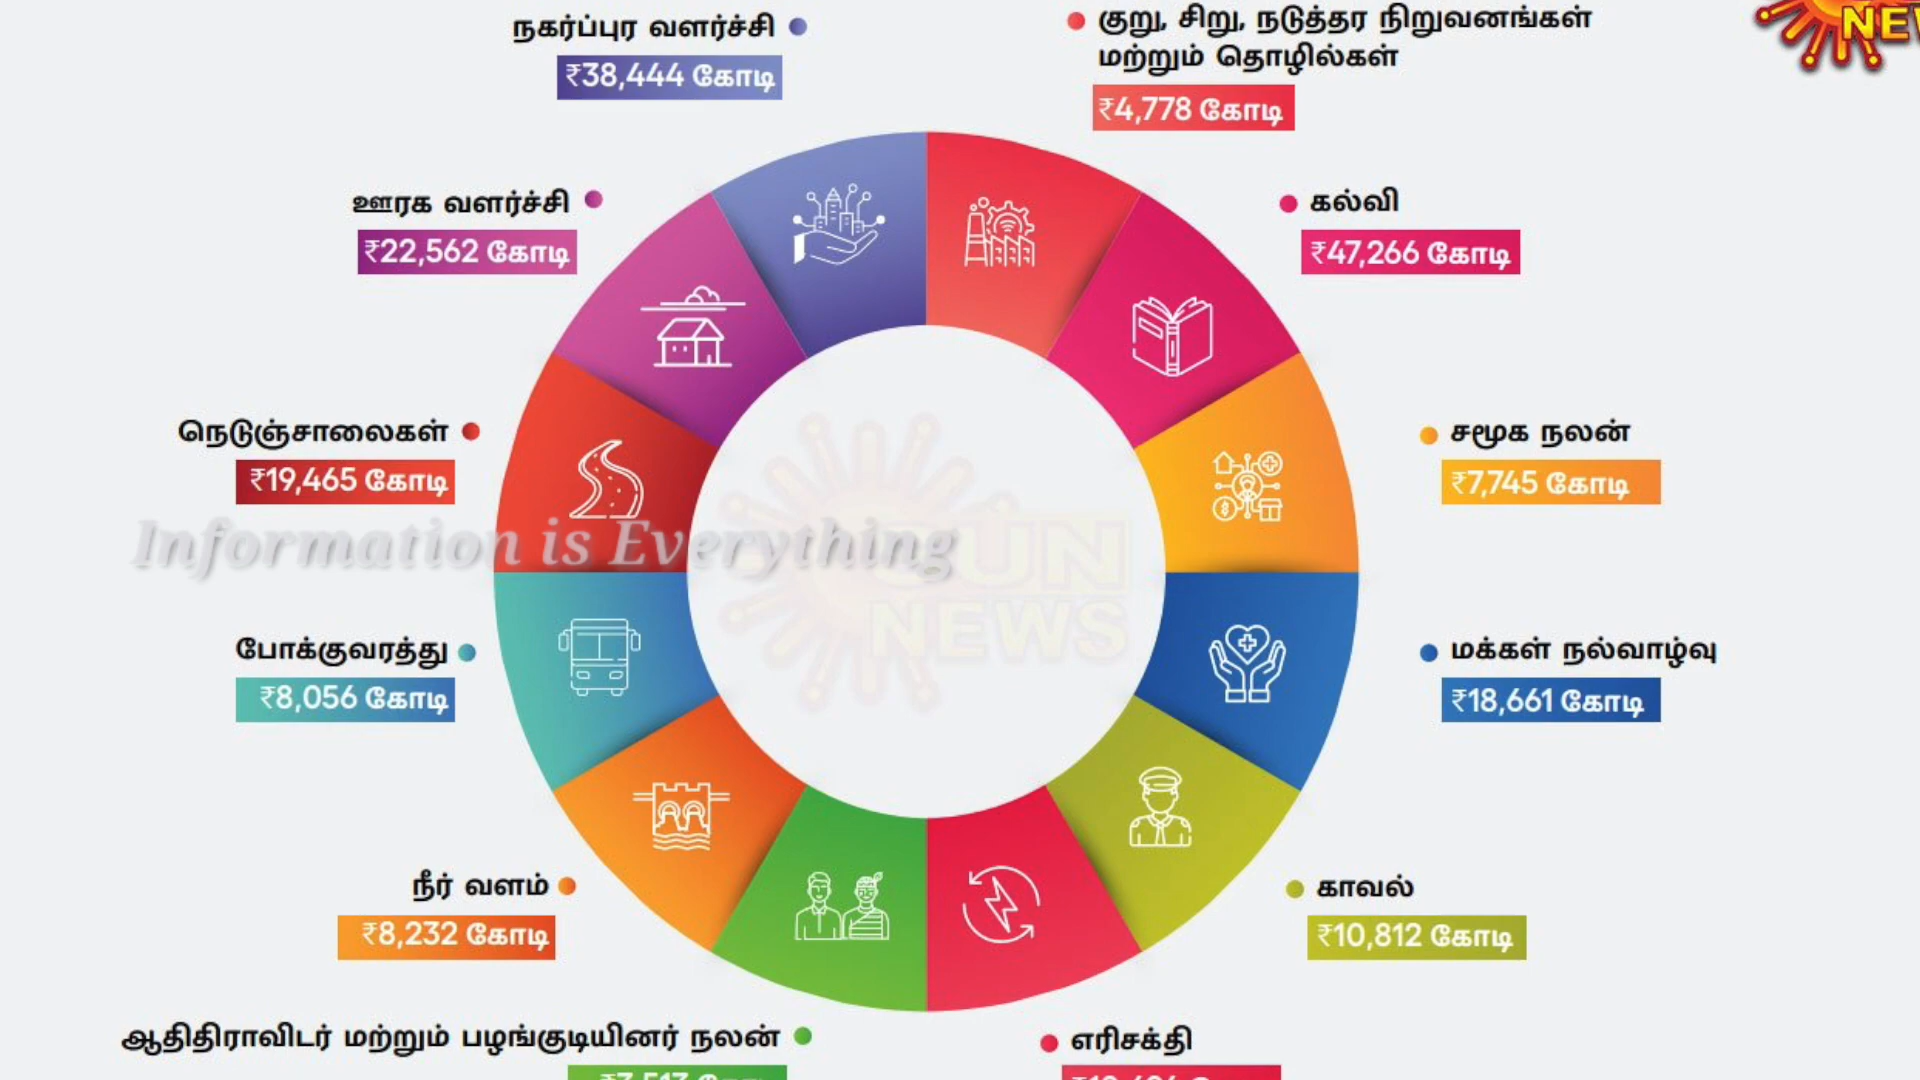 நகர்ப்புர வளர்ச்சி
₹38,444 கோடி
குறு, சிறு, நடுத்தர நிறுவனங்கள்
மற்றும் தொழில்கள்
₹4,778 கோடி
ஊரக வளர்ச்சி
₹22,562 கோடி
கல்வி
₹47,266 கோடி
நெடுஞ்சாலைகள்
₹19,465 கோடி
சமூக நலன்
₹7,745 கோடி
Information is Everything
SUN
NEWS
போக்குவரத்து
₹8,056 கோடி
மக்கள் நல்வாழ்வு
₹18,661 கோடி
நீர் வளம்
₹8,232 கோடி
காவல்
₹10,812 கோடி
ஆதிதிராவிடர் மற்றும் பழங்குடியினர் நலன்
எரிசக்தி